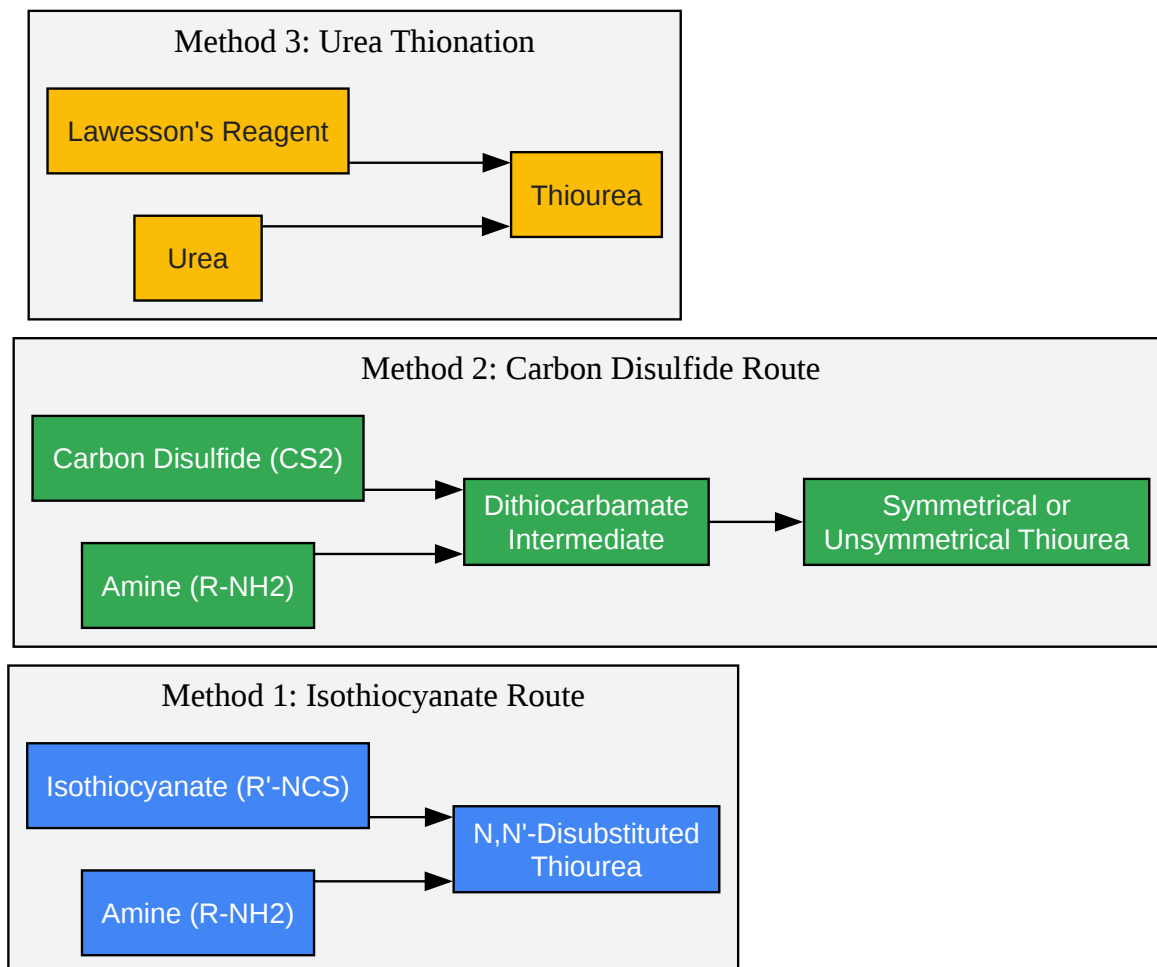 Method 3: Urea Thionation
Lawesson's Reagent
Thiourea
Urea
Method 2: Carbon Disulfide Route
Carbon Disulfide (CS2)
Dithiocarbamate
Intermediate
Symmetrical or
Unsymmetrical Thiourea
Amine (R-NH2)
Method 1: Isothiocyanate Route
Isothiocyanate (R'-NCS)
N,N'-Disubstituted
Thiourea
Amine (R-NH2)